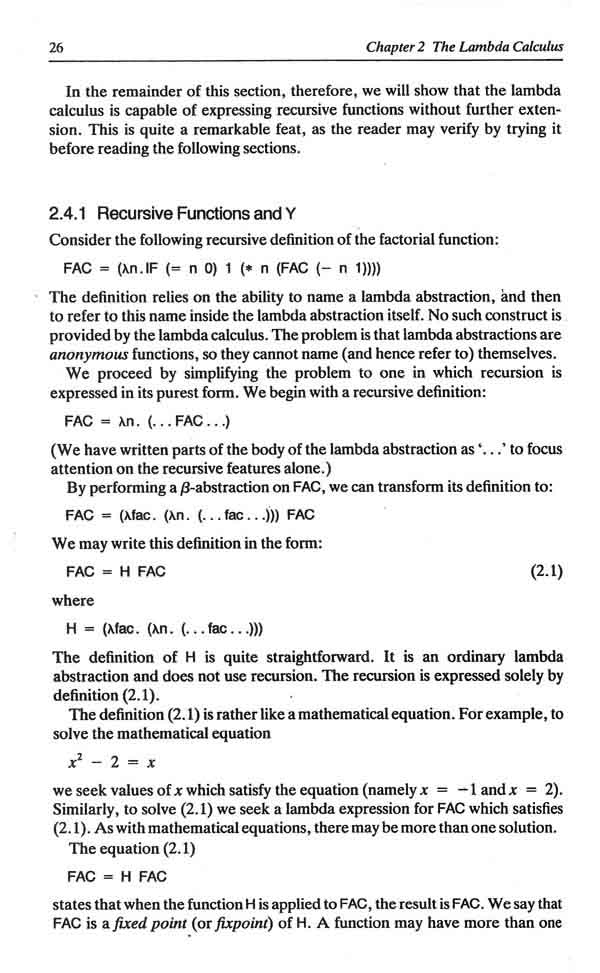 26 Chapter 2 The Lambda Calculus
In the remainder of this section, therefore, we will show that the lambda
calculus is capable of expressing recursive functions without further exten-
sion. This is quite a remarkable feat, as the reader may verify by trying it
before reading the following sections.
2.4.1 Recursive Functions and Y
Consider the following recursive definition of the factorial function:
FAC = (λn.IF (= n 0) 1 (* n (FAC (− n 1))))
The definition relies on the ability to name a lambda abstraction, and then
to refer to this name inside the lambda abstraction itself. No such construct is
provided by the lambda calculus. The problem is that lambda abstractions are
anonymous functions, so they cannot name (and hence refer to) themselves.
We proceed by simplifying the problem to one in which recursion is
expressed in its purest form. We begin with a recursive definition:
FAC = λn. (...FAC...)
(We have written parts of the body of the lambda abstraction as ‘...’ to focus
attention on the recursive features alone.)
By performing a β-abstraction on FAC, we can transform its definition to:
FAC = (λfac. (λn. (...fac...))) FAC
We may write this definition in the form:
FAC = H FAC (2.1)
where
H = (λfac. (λn. (...fac...)))
The definition of H is quite straightforward. It is an ordinary lambda
abstraction and does not use recursion. The recursion is expressed solely by
definition (2.1).
The definition (2.1) is rather like a mathematical equation. For example, to
solve the mathematical equation
x² − 2 = x
we seek values of x which satisfy the equation (namely x = −1 and x = 2).
Similarly, to solve (2.1) we seek a lambda expression for FAC which satisfies
(2.1). As with mathematical equations, there may be more than one solution.
The equation (2.1)
FAC = H FAC
states that when the function H is applied to FAC, the result is FAC. We say that
FAC is a fixed point (or fixpoint) of H. A function may have more than one